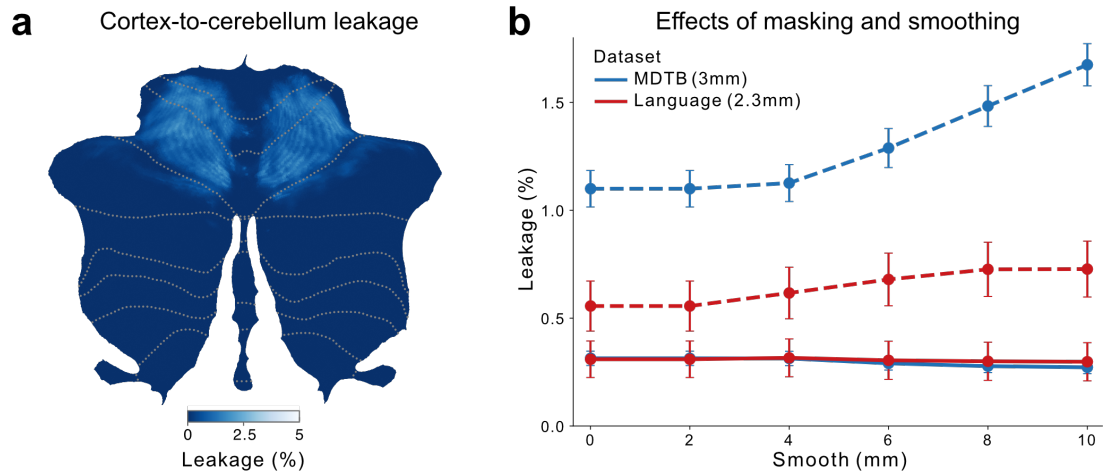 a
Cortex-to-cerebellum leakage
0
2.5
5
Leakage (%)
b
Effects of masking and smoothing
Dataset
MDTB (3mm)
Language (2.3mm)
Leakage (%)
1.5
1.0
0.5
0.0
0
2
4
6
8
10
Smooth (mm)